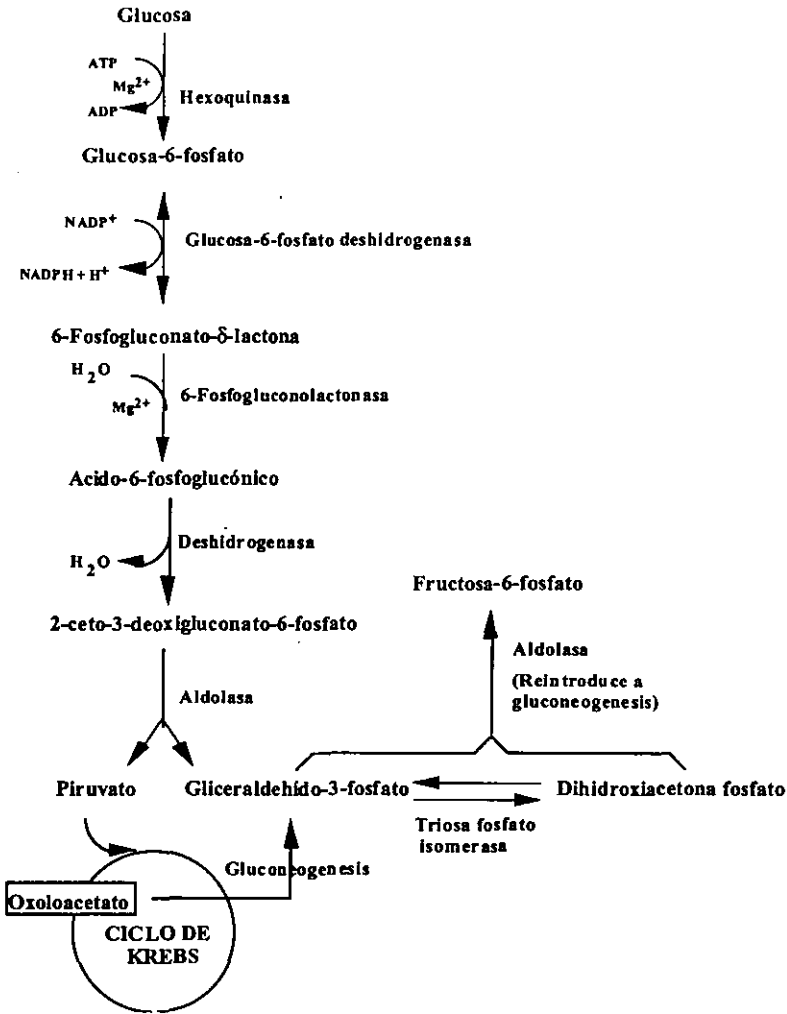 Glucosa
ATP
Mg2+
ADP
Hexoquinasa
Glucosa-6-fosfato
NADP+
Glucosa-6-fosfato deshidrogenasa
NADPH + H+
6-Fosfogluconato-δ-lactona
H2O
Mg2+
6-Fosfogluconolactonasa
Acido-6-fosfoglucónico
Deshidrogenasa
H2O
2-ceto-3-deoxigluconato-6-fosfato
Aldolasa
Fructosa-6-fosfato
Aldolasa
(Reintroduce a
gluconeogenesis)
Piruvato
Gliceraldehído-3-fosfato
Dihidroxiacetona fosfato
Triosa fosfato
isomerasa
Gluconeogenesis
Oxoloacetato
CICLO DE
KREBS